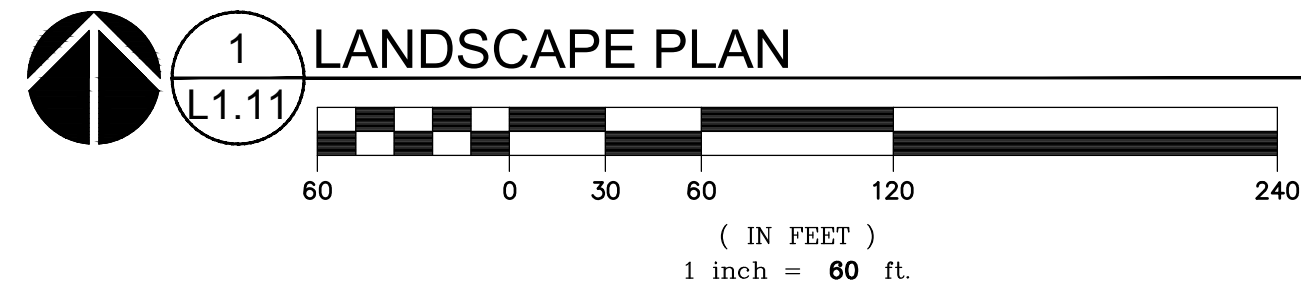 1 LANDSCAPE PLAN
L1.11
60 0 30 60 120 240
( IN FEET )
1 inch = 60 ft.